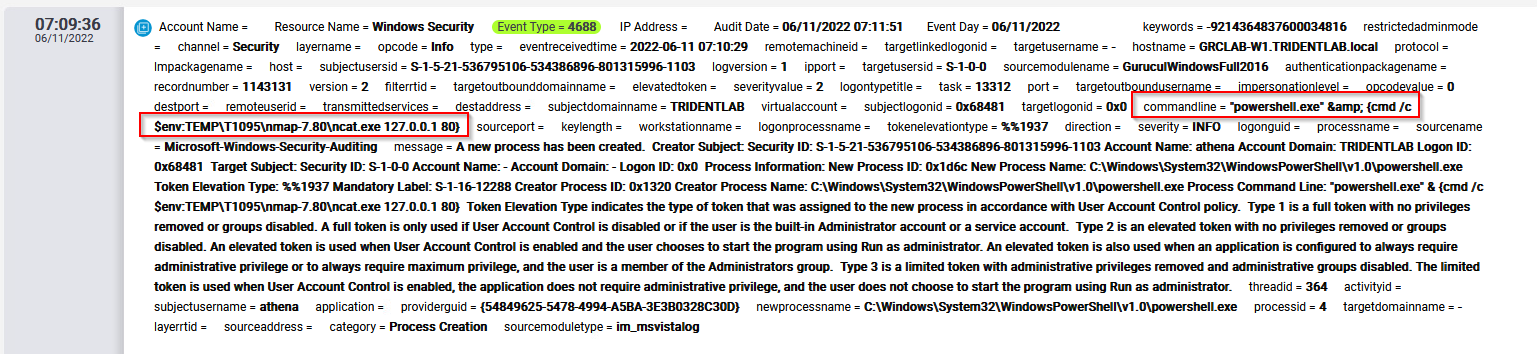 07:09:36
06/11/2022
Account Name = Resource Name = Windows Security Event Type = 4688 IP Address = Audit Date = 06/11/2022 07:11:51 Event Day = 06/11/2022 keywords = -9214364837600034816 restrictedadminmode
= channel = Security layername = opcode = Info type = eventreceivedtime = 2022-06-11 07:10:29 remotemachineid = targetlinkedlogonid = targetusername = - hostname = GRCLAB-W1.TRIDENTLAB.local protocol =
lmpackagename = host = subjectusersid = S-1-5-21-536795106-534386896-801315996-1103 logversion = 1 ipport = targetusersid = S-1-0-0 sourcemodulename = GuruculWindowsFull2016 authenticationpackagename =
recordnumber = 1143131 version = 2 filterrtid = targetoutbounddomainname = elevatedtoken = severityvalue = 2 logontypetitle = task = 13312 port = targetoutboundusername = impersonationlevel = opcodevalue = 0
destport = remoteuserid = transmittedservices = destaddress = subjectdomainname = TRIDENTLAB virtualaccount = subjectlogonid = 0x68481 targetlogonid = 0x0 commandline = "powershell.exe" &amp; {cmd /c
$env:TEMP\T1095\nmap-7.80\ncat.exe 127.0.0.1 80} sourceport = keylength = workstationname = logonprocessname = tokenelevationtype = %%1937 direction = severity = INFO logonguid = processname = sourcename
= Microsoft-Windows-Security-Auditing message = A new process has been created. Creator Subject: Security ID: S-1-5-21-536795106-534386896-801315996-1103 Account Name: athena Account Domain: TRIDENTLAB Logon ID:
0x68481 Target Subject: Security ID: S-1-0-0 Account Name: - Account Domain: - Logon ID: 0x0 Process Information: New Process ID: 0x1d6c New Process Name: C:\Windows\System32\WindowsPowerShell\v1.0\powershell.exe
Token Elevation Type: %%1937 Mandatory Label: S-1-16-12288 Creator Process ID: 0x1320 Creator Process Name: C:\Windows\System32\WindowsPowerShell\v1.0\powershell.exe Process Command Line: "powershell.exe" & {cmd /c
$env:TEMP\T1095\nmap-7.80\ncat.exe 127.0.0.1 80} Token Elevation Type indicates the type of token that was assigned to the new process in accordance with User Account Control policy. Type 1 is a full token with no privileges
removed or groups disabled. A full token is only used if User Account Control is disabled or if the user is the built-in Administrator account or a service account. Type 2 is an elevated token with no privileges removed or groups
disabled. An elevated token is used when User Account Control is enabled and the user chooses to start the program using Run as administrator. An elevated token is also used when an application is configured to always require
administrative privilege or to always require maximum privilege, and the user is a member of the Administrators group. Type 3 is a limited token with administrative privileges removed and administrative groups disabled. The limited
token is used when User Account Control is enabled, the application does not require administrative privilege, and the user does not choose to start the program using Run as administrator. threadid = 364 activityid =
subjectusername = athena application = providerguid = {54849625-5478-4994-A5BA-3E3B0328C30D} newprocessname = C:\Windows\System32\WindowsPowerShell\v1.0\powershell.exe processid = 4 targetdomainname = -
layerrtid = sourceaddress = category = Process Creation sourcemoduletype = im_msvistalog